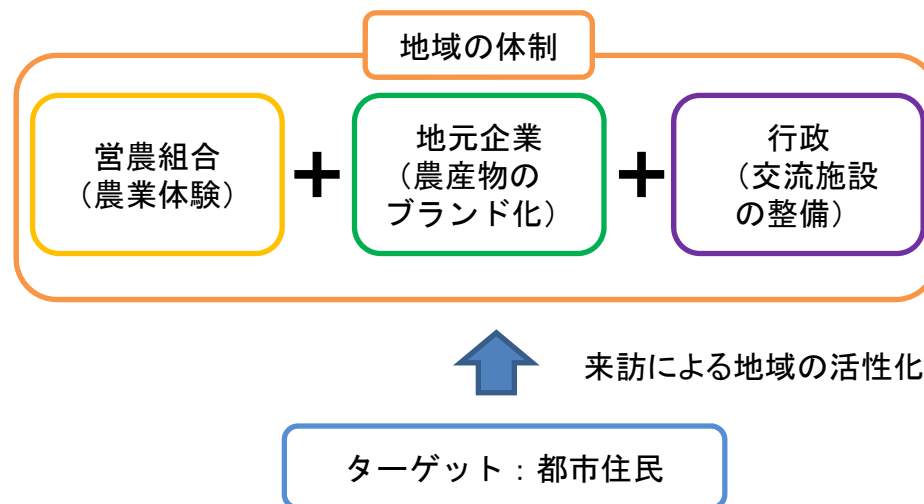 地域の体制
営農組合
（農業体験）
＋
地元企業
（農産物の
ブランド化）
＋
行政
（交流施設
の整備）
来訪による地域の活性化
ターゲット：都市住民